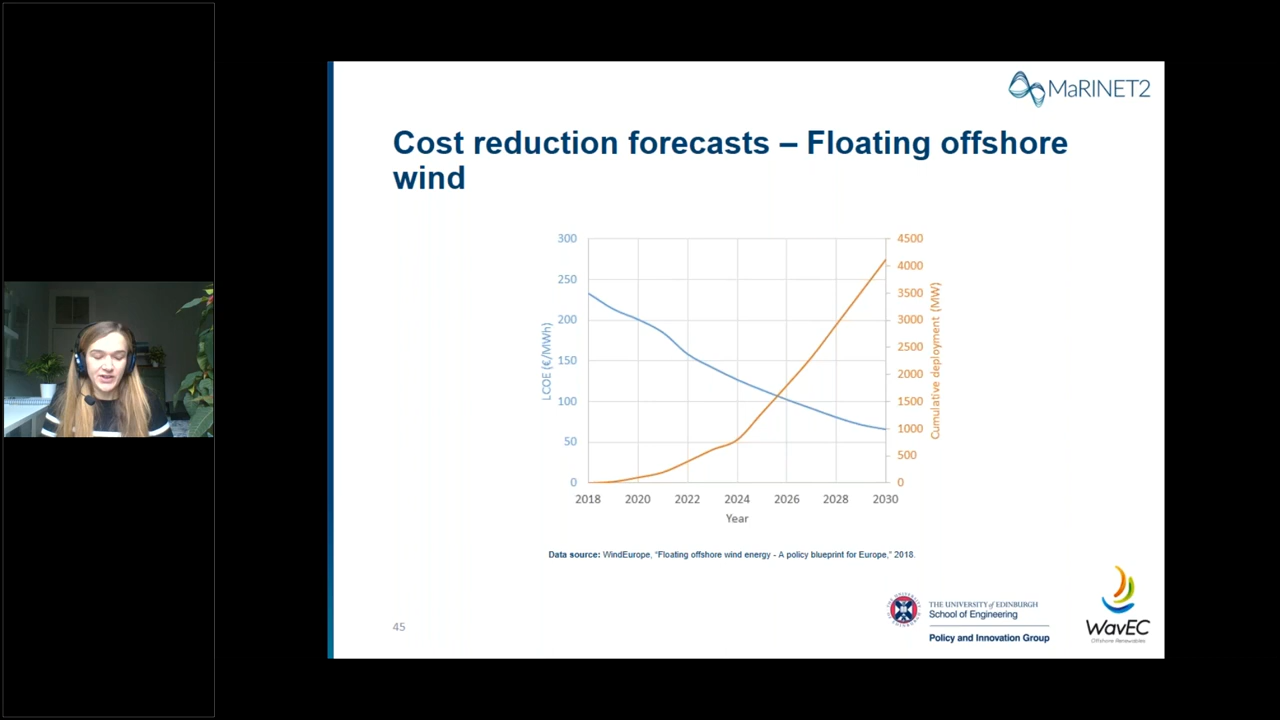 MaRINET2
Cost reduction forecasts – Floating offshore
wind
300
250
200
150
100
50
0
LCOE (€/MWh)
4500
4000
3500
3000
2500
2000
1500
1000
500
0
Cumulative deployment (MW)
2018 2020 2022 2024 2026 2028 2030
Year
Data source: WindEurope, "Floating offshore wind energy - A policy blueprint for Europe," 2018.
THE UNIVERSITY of EDINBURGH
School of Engineering
Policy and Innovation Group
WavEC
Offshore Renewables
45